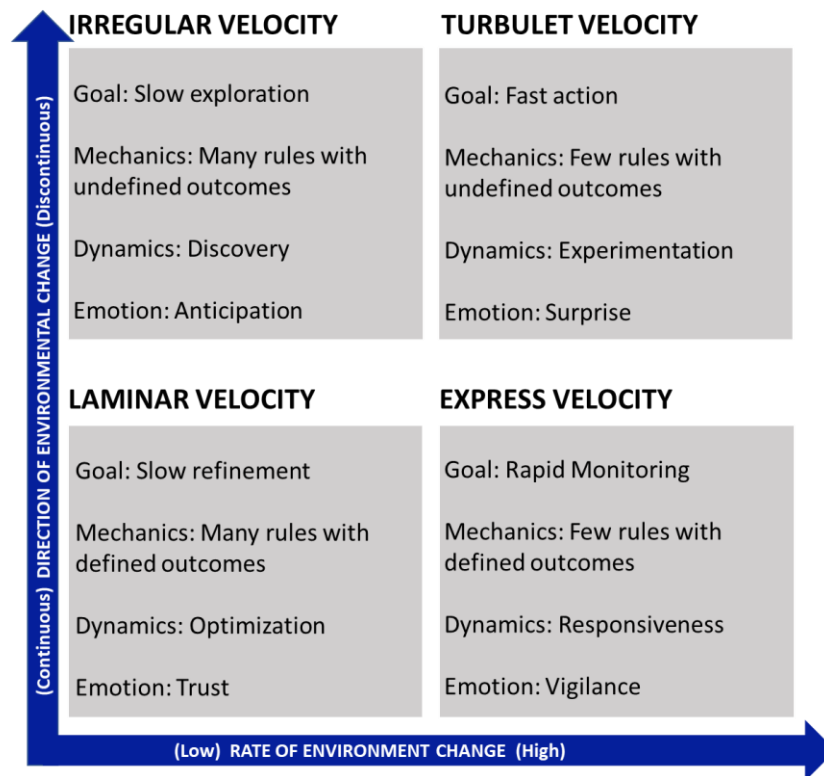 IRREGULAR VELOCITY
Goal: Slow exploration
Mechanics: Many rules with
undefined outcomes
Dynamics: Discovery
Emotion: Anticipation
TURBULET VELOCITY
Goal: Fast action
Mechanics: Few rules with
undefined outcomes
Dynamics: Experimentation
Emotion: Surprise
LAMINAR VELOCITY
Goal: Slow refinement
Mechanics: Many rules with
defined outcomes
Dynamics: Optimization
Emotion: Trust
EXPRESS VELOCITY
Goal: Rapid Monitoring
Mechanics: Few rules with
defined outcomes
Dynamics: Responsiveness
Emotion: Vigilance
(Continuous) DIRECTION OF ENVIRONMENTAL CHANGE (Discontinuous)
(Low) RATE OF ENVIRONMENT CHANGE (High)